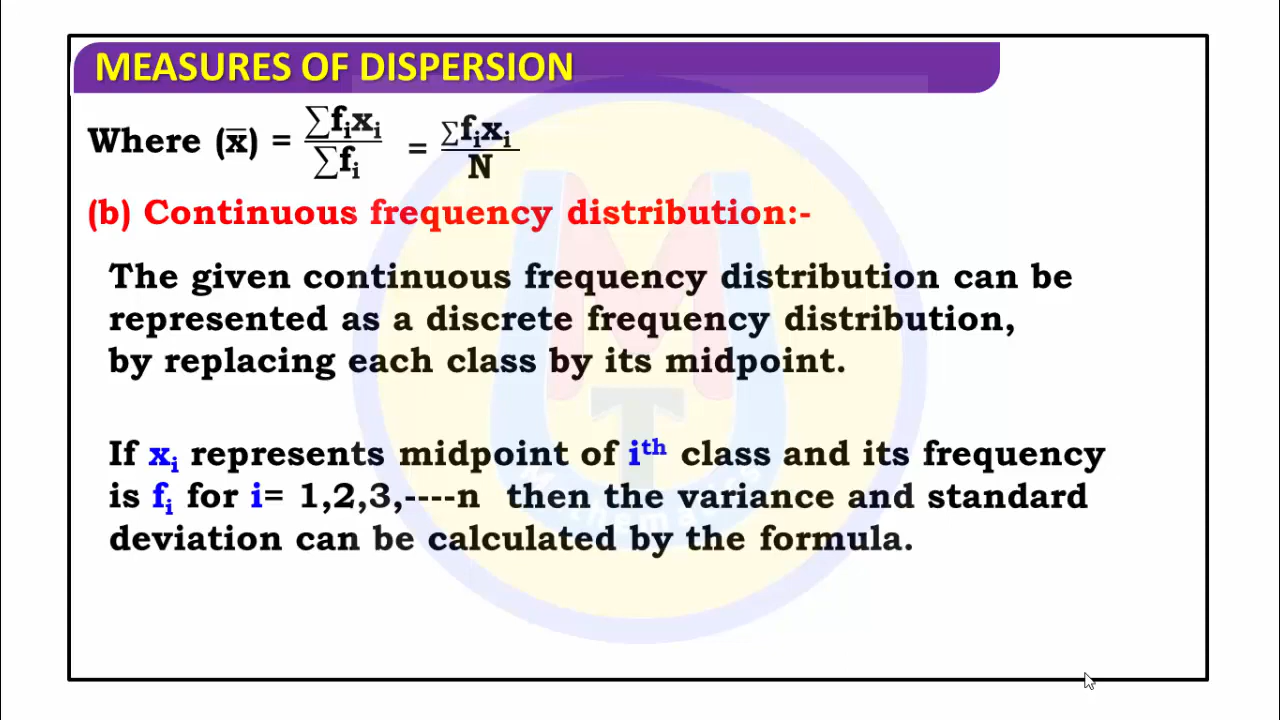 MEASURES OF DISPERSION
Where (x̅) = ∑fᵢxᵢ / ∑fᵢ = ∑fᵢxᵢ / N
(b) Continuous frequency distribution:-
The given continuous frequency distribution can be
represented as a discrete frequency distribution,
by replacing each class by its midpoint.
If xᵢ represents midpoint of iᵗʰ class and its frequency
is fᵢ for i= 1,2,3,----n then the variance and standard
deviation can be calculated by the formula.